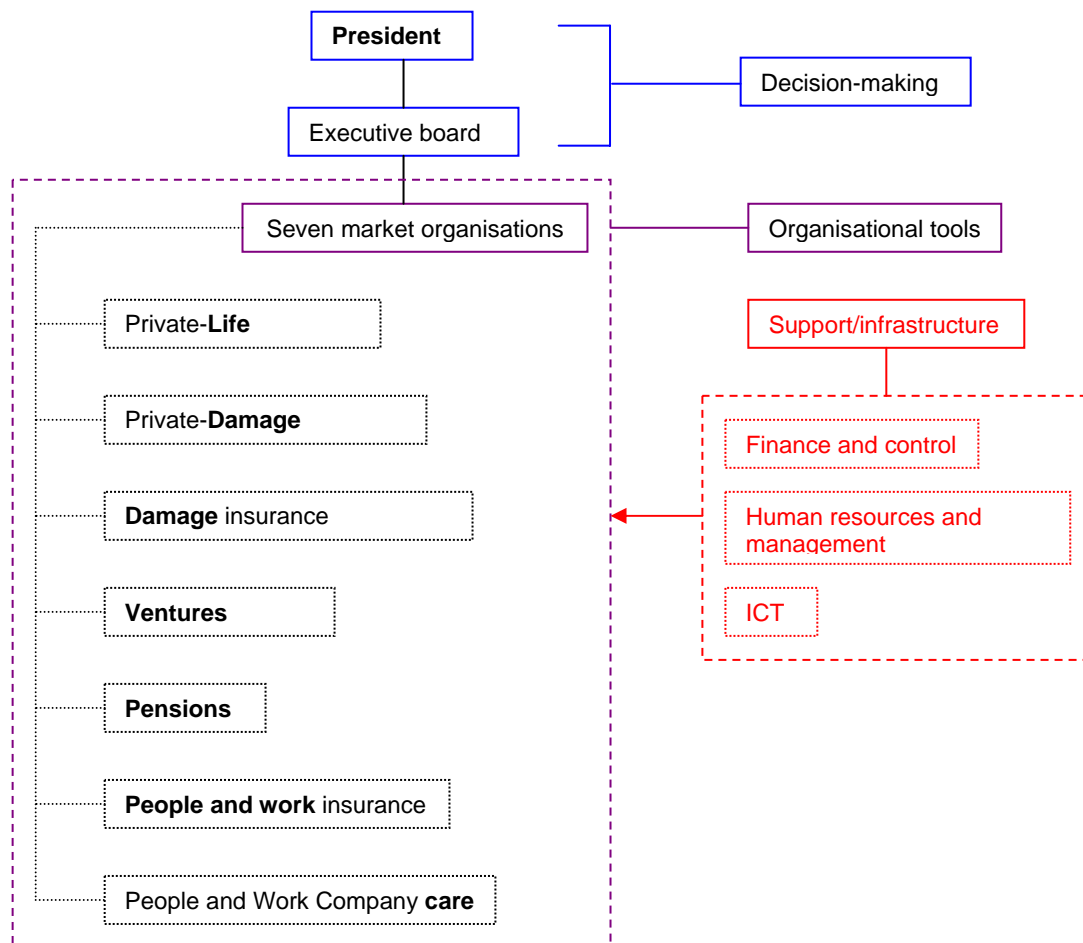 President
Decision-making
Executive board
Seven market organisations
Organisational tools
Private-Life
Support/infrastructure
Private-Damage
Finance and control
Damage insurance
Human resources and
management
Ventures
ICT
Pensions
People and work insurance
People and Work Company care